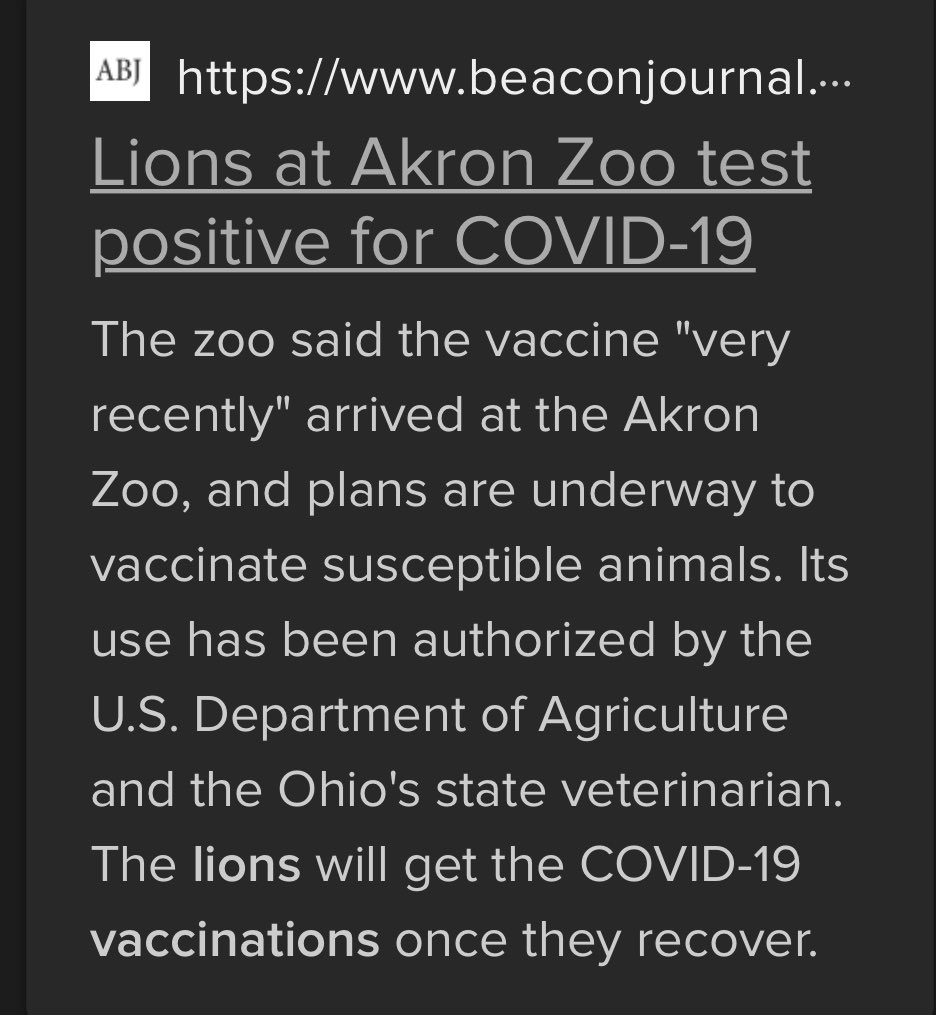 ABJ https://www.beaconjournal.···
Lions at Akron Zoo test
positive for COVID-19
The zoo said the vaccine "very
recently" arrived at the Akron
Zoo, and plans are underway to
vaccinate susceptible animals. Its
use has been authorized by the
U.S. Department of Agriculture
and the Ohio's state veterinarian.
The lions will get the COVID-19
vaccinations once they recover.